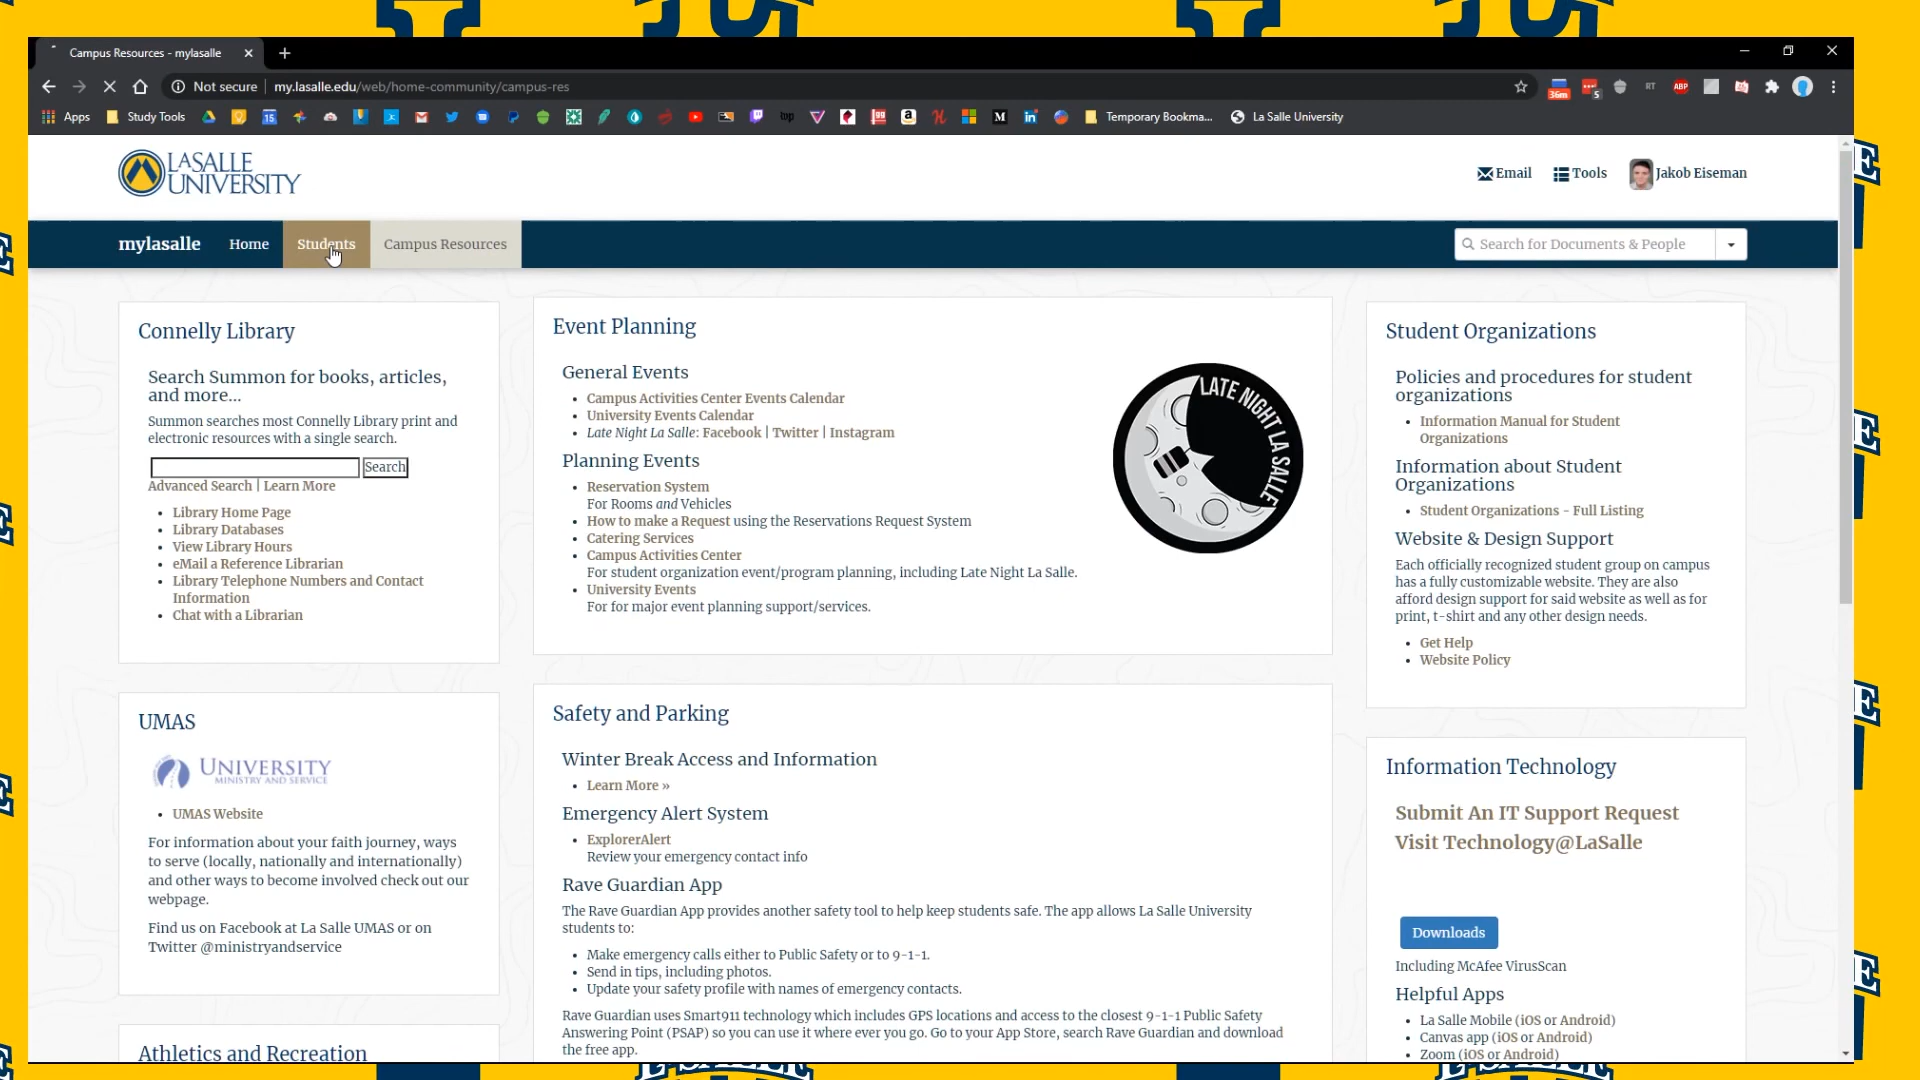 Campus Resources - mylasalle
Not secure
my.lasalle.edu/web/home-community/campus-res
36m
5
RT
ABP
Apps
Study Tools
15
top
M
Temporary Bookma...
La Salle University
LASALLE
UNIVERSITY
Email
Tools
Jakob Eiseman
mylasalle
Home
Students
Campus Resources
Search for Documents & People
Connelly Library
Search Summon for books, articles,
and more...
Summon searches most Connelly Library print and
electronic resources with a single search.
Search
Advanced Search | Learn More
• Library Home Page
• Library Databases
• View Library Hours
• eMail a Reference Librarian
• Library Telephone Numbers and Contact
Information
• Chat with a Librarian
UMAS
UNIVERSITY
MINISTRY AND SERVICE
• UMAS Website
For information about your faith journey, ways
to serve (locally, nationally and internationally)
and other ways to become involved check out our
webpage.
Find us on Facebook at La Salle UMAS or on
Twitter @ministryandservice
Athletics and Recreation
Event Planning
General Events
• Campus Activities Center Events Calendar
• University Events Calendar
• Late Night La Salle: Facebook | Twitter | Instagram
Planning Events
• Reservation System
For Rooms and Vehicles
• How to make a Request using the Reservations Request System
• Catering Services
• Campus Activities Center
For student organization event/program planning, including Late Night La Salle.
• University Events
For for major event planning support/services.
LATE NIGHT LA SALLE
Safety and Parking
Winter Break Access and Information
• Learn More »
Emergency Alert System
• ExplorerAlert
Review your emergency contact info
Rave Guardian App
The Rave Guardian App provides another safety tool to help keep students safe. The app allows La Salle University
students to:
• Make emergency calls either to Public Safety or to 9-1-1.
• Send in tips, including photos.
• Update your safety profile with names of emergency contacts.
Rave Guardian uses Smart911 technology which includes GPS locations and access to the closest 9-1-1 Public Safety
Answering Point (PSAP) so you can use it where ever you go. Go to your App Store, search Rave Guardian and download
the free app.
Student Organizations
Policies and procedures for student
organizations
• Information Manual for Student
Organizations
Information about Student
Organizations
• Student Organizations - Full Listing
Website & Design Support
Each officially recognized student group on campus
has a fully customizable website. They are also
afford design support for said website as well as for
print, t-shirt and any other design needs.
• Get Help
• Website Policy
Information Technology
Submit An IT Support Request
Visit Technology@LaSalle
Downloads
Including McAfee VirusScan
Helpful Apps
• La Salle Mobile (iOS or Android)
• Canvas app (iOS or Android)
• Zoom (iOS or Android)